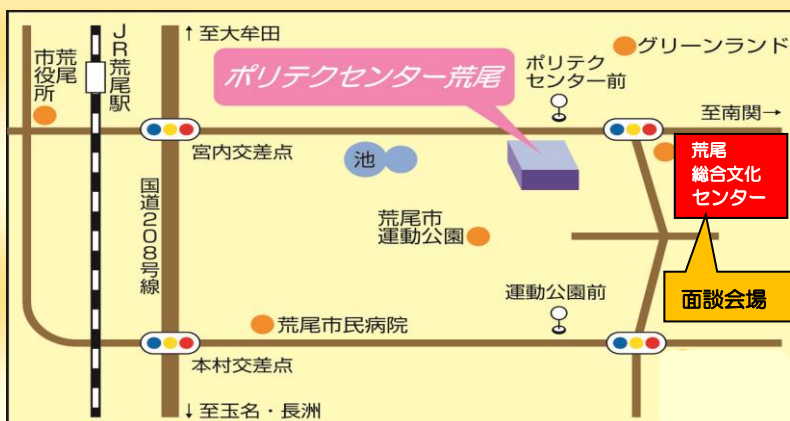 荒尾
市役所
JR荒尾駅
↑至大牟田
ポリテクセンター荒尾
ポリテク
センター前
グリーンランド
至南関→
宮内交差点
池
荒尾
総合文化
センター
国道208号線
荒尾市
運動公園
面談会場
運動公園前
荒尾市民病院
本村交差点
↓至玉名・長洲